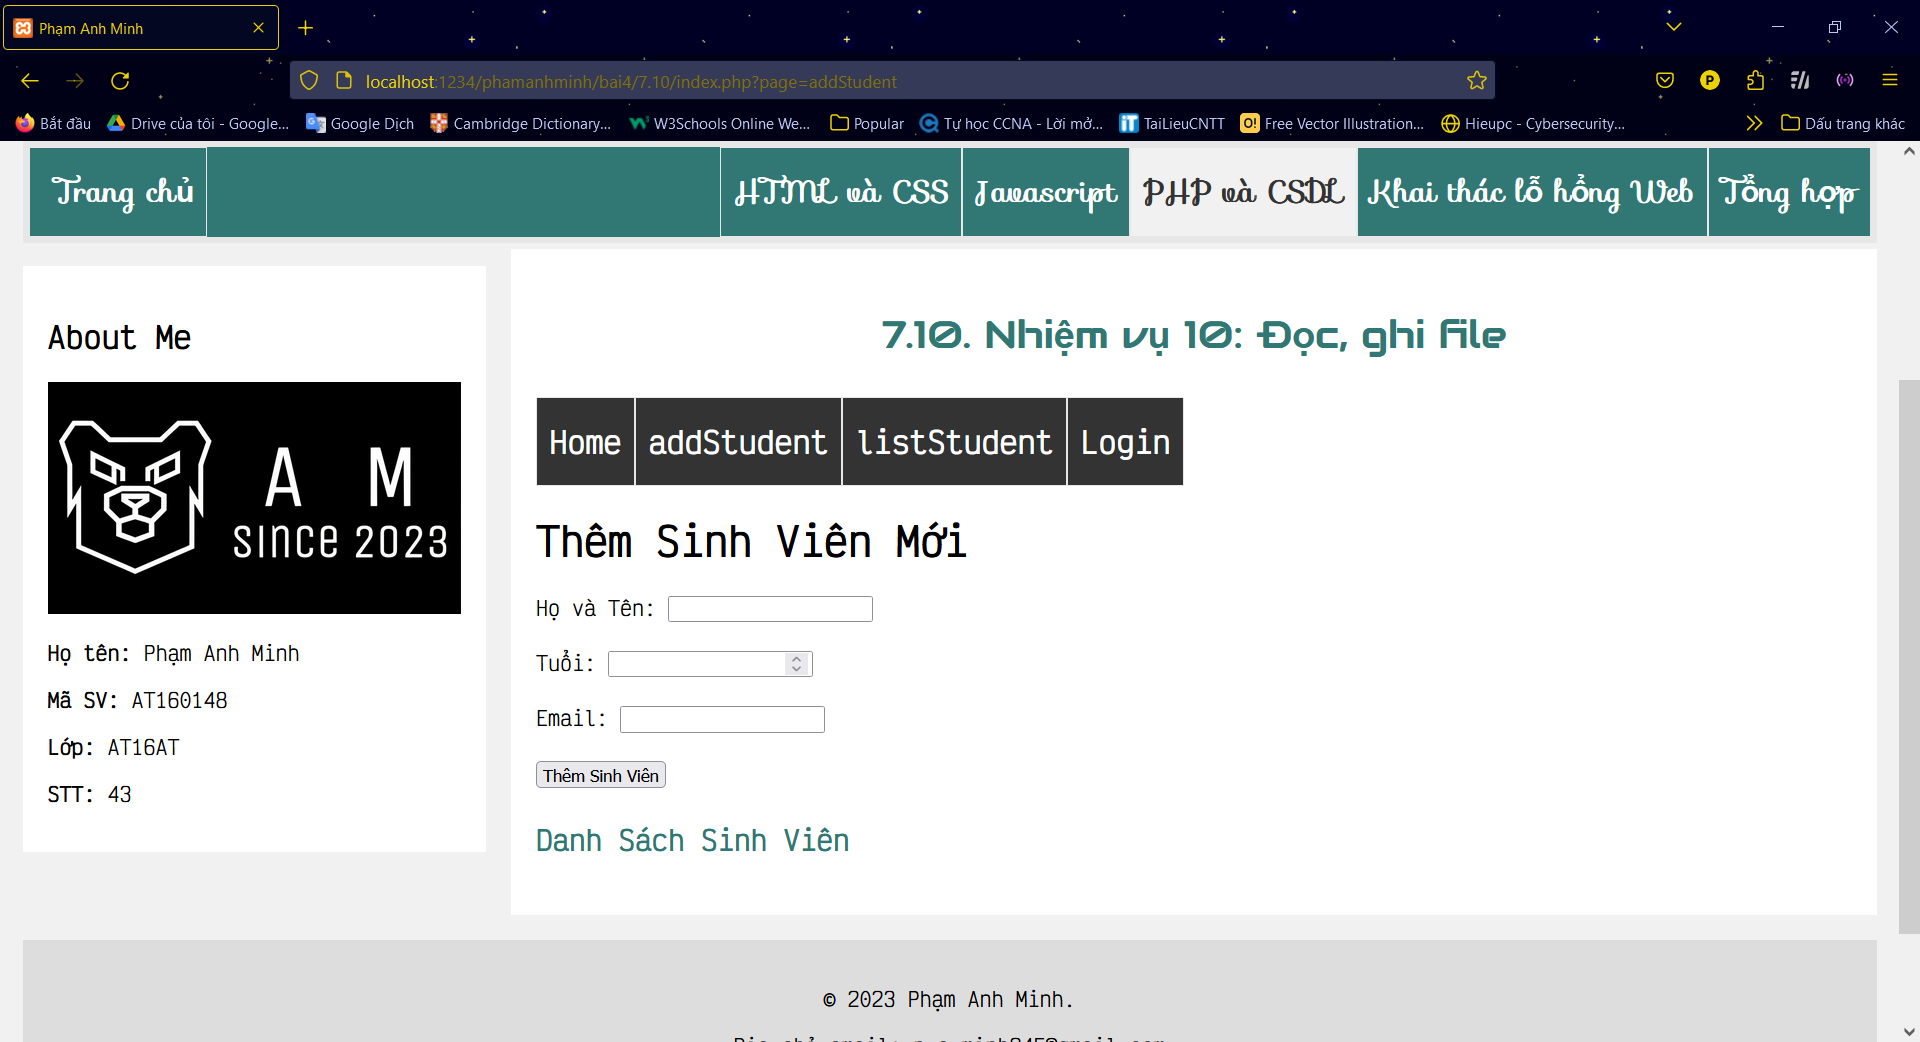 Phạm Anh Minh
localhost:1234/phamanhminh/bai4/7.10/index.php?page=addStudent
Bắt đầu Drive của tôi - Google... Google Dịch Cambridge Dictionary... W3Schools Online We... Popular Tự học CCNA - Lời mở... TaiLieuCNTT Free Vector Illustration... Hieupc - Cybersecurity... Dấu trang khác
Trang chủ HTML và CSS Javascript PHP và CSDL Khai thác lỗ hổng Web Tổng hợp
About Me
A M
since 2023
Họ tên: Phạm Anh Minh
Mã SV: AT160148
Lớp: AT16AT
STT: 43
7.10. Nhiệm vụ 10: Đọc, ghi file
Home addStudent listStudent Login
Thêm Sinh Viên Mới
Họ và Tên:
Tuổi:
Email:
Thêm Sinh Viên
Danh Sách Sinh Viên
© 2023 Phạm Anh Minh.